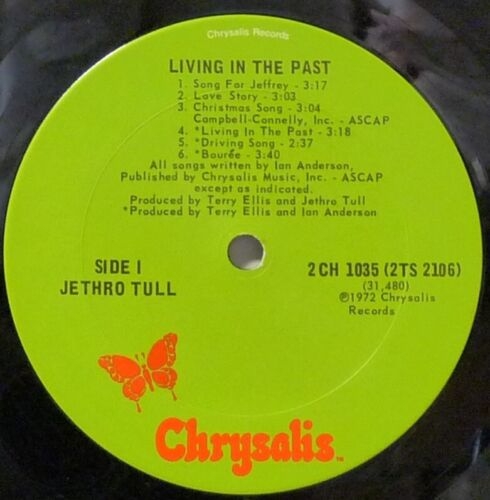 Chrysalis Records
LIVING IN THE PAST
1. Song For Jeffrey - 3:17
2. Love Story - 3:03
3. Christmas Song - 3:04
Campbell-Connelly, Inc. - ASCAP
4. *Living In The Past - 3:18
5. *Driving Song - 2:37
6. *Bourée - 3:40
All songs written by Ian Anderson,
Published by Chrysalis Music, Inc. - ASCAP
except as indicated.
Produced by Terry Ellis and Jethro Tull
*Produced by Terry Ellis and Ian Anderson
SIDE I
JETHRO TULL
2 CH 1035 (2TS 2106)
(31,480)
℗1972 Chrysalis
Records
Chrysalis TM